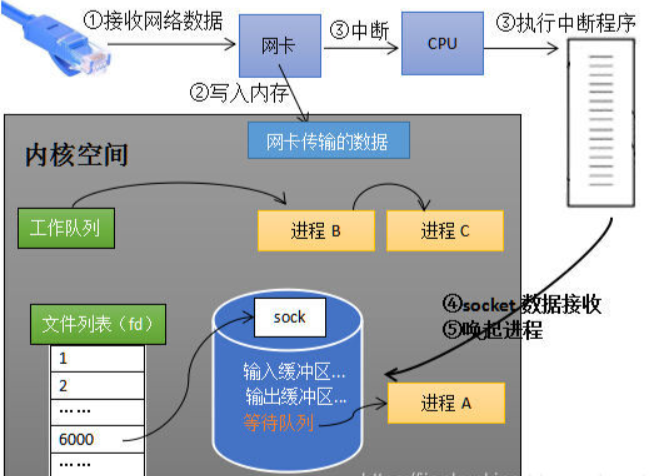 ①接收网络数据
网卡
③中断
CPU
③执行中断程序
②写入内存
网卡传输的数据
内核空间
工作队列
进程 B
进程 C
④socket 数据接收
⑤唤起进程
文件列表（fd）
sock
1
2
……
6000
……
输入缓冲区...
输出缓冲区...
等待队列
进程 A